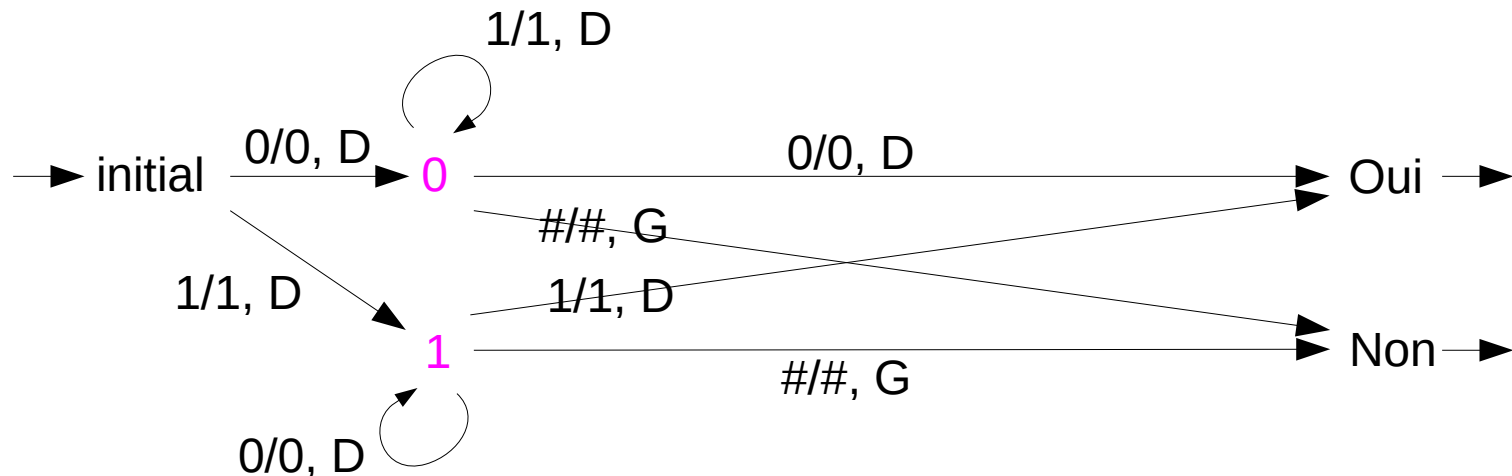 1/1, D
0/0, D
0/0, D
initial
0
Oui
#/#, G
1/1, D
1/1, D
1
Non
#/#, G
0/0, D